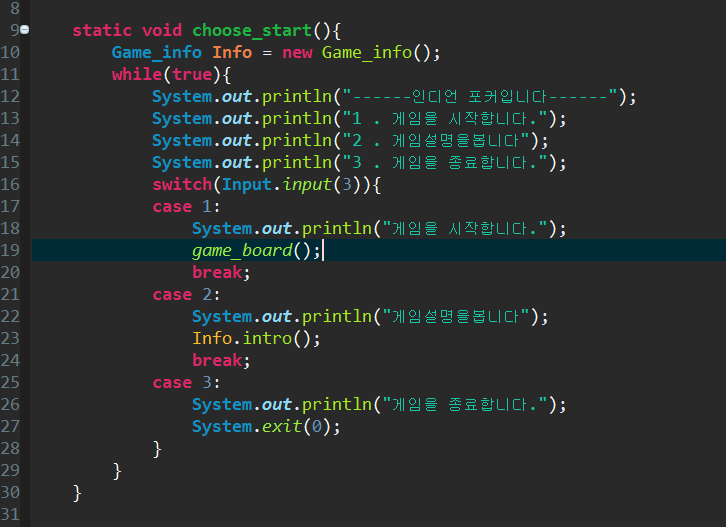 8
9 static void choose_start(){
10 Game_info Info = new Game_info();
11 while(true){
12 System.out.println("------인디언 포커입니다------");
13 System.out.println("1 . 게임을 시작합니다.");
14 System.out.println("2 . 게임설명을봅니다");
15 System.out.println("3 . 게임을 종료합니다.");
16 switch(Input.input(3)){
17 case 1:
18 System.out.println("게임을 시작합니다.");
19 game_board();
20 break;
21 case 2:
22 System.out.println("게임설명을봅니다");
23 Info.intro();
24 break;
25 case 3:
26 System.out.println("게임을 종료합니다.");
27 System.exit(0);
28 }
29 }
30 }
31